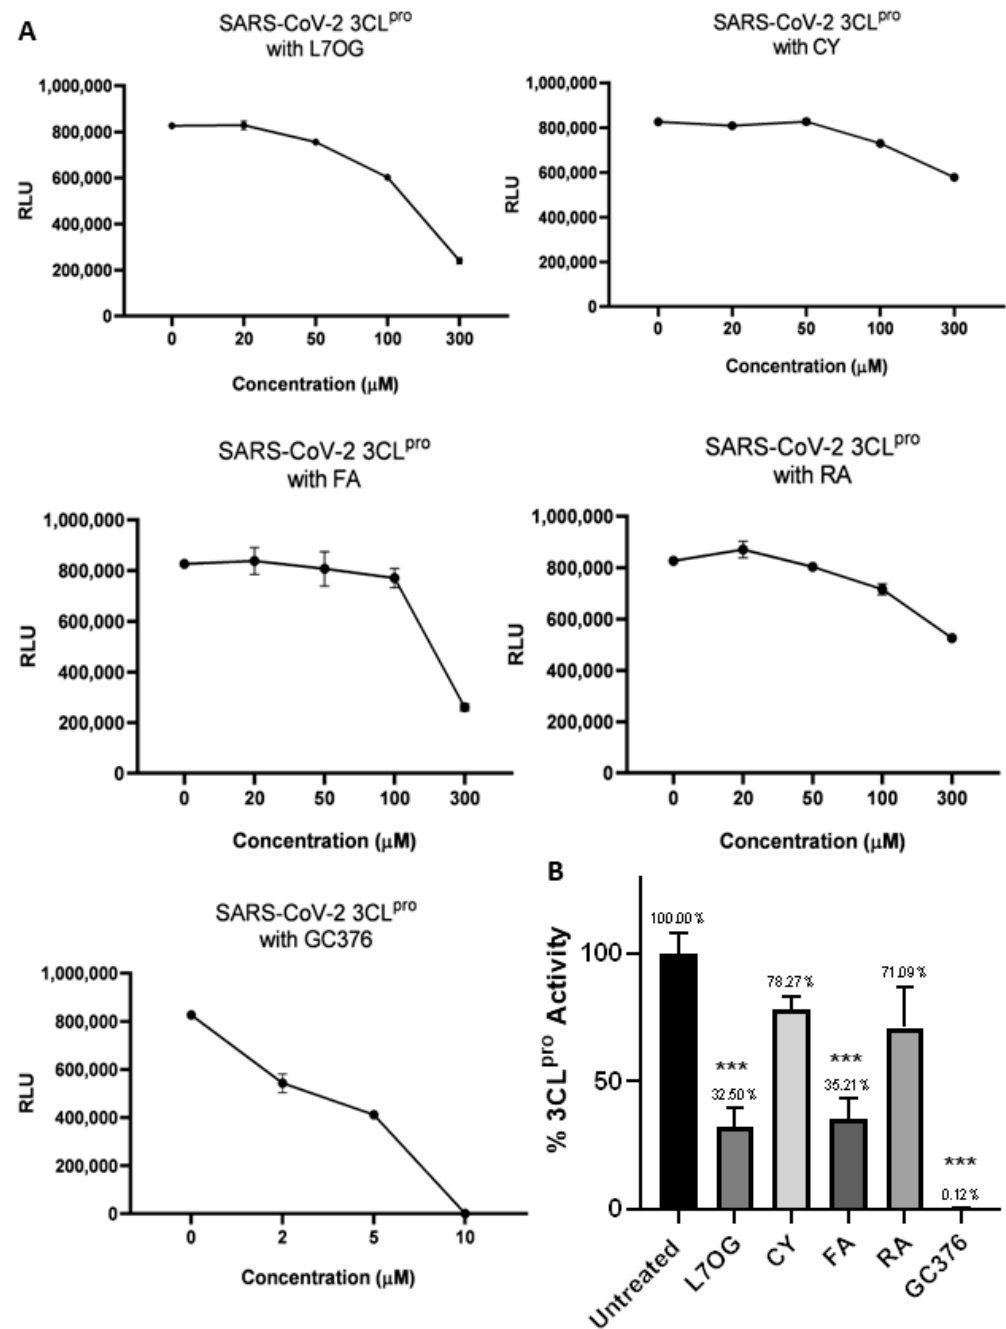 A
SARS-CoV-2 3CLpro
with L7OG
1,000,000
800,000
600,000
400,000
200,000
0
RLU
0 20 50 100 300
Concentration (μM)
SARS-CoV-2 3CLpro
with CY
1,000,000
800,000
600,000
400,000
200,000
0
RLU
0 20 50 100 300
Concentration (μM)
SARS-CoV-2 3CLpro
with FA
1,000,000
800,000
600,000
400,000
200,000
0
RLU
0 20 50 100 300
Concentration (μM)
SARS-CoV-2 3CLpro
with RA
1,000,000
800,000
600,000
400,000
200,000
0
RLU
0 20 50 100 300
Concentration (μM)
SARS-CoV-2 3CLpro
with GC376
1,000,000
800,000
600,000
400,000
200,000
0
RLU
0 2 5 10
Concentration (μM)
B
% 3CLpro Activity
100
50
0
100.00 %
***
32.50 %
78.27 %
***
35.21 %
71.09 %
***
0.12 %
Untreated
L7OG
CY
FA
RA
GC376